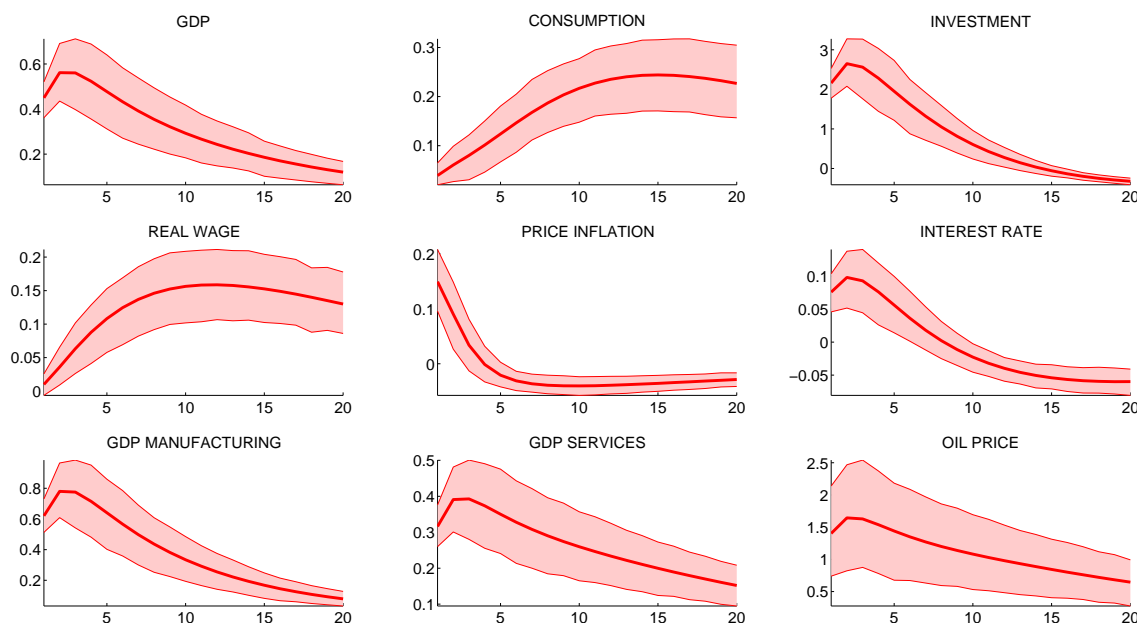 GDP
0.6
0.4
0.2
5 10 15 20
CONSUMPTION
0.3
0.2
0.1
5 10 15 20
INVESTMENT
3
2
1
0
5 10 15 20
REAL WAGE
0.2
0.15
0.1
0.05
0
5 10 15 20
PRICE INFLATION
0.2
0.1
0
5 10 15 20
INTEREST RATE
0.1
0.05
0
−0.05
5 10 15 20
GDP MANUFACTURING
0.8
0.6
0.4
0.2
5 10 15 20
GDP SERVICES
0.5
0.4
0.3
0.2
0.1
5 10 15 20
OIL PRICE
2.5
2
1.5
1
0.5
5 10 15 20